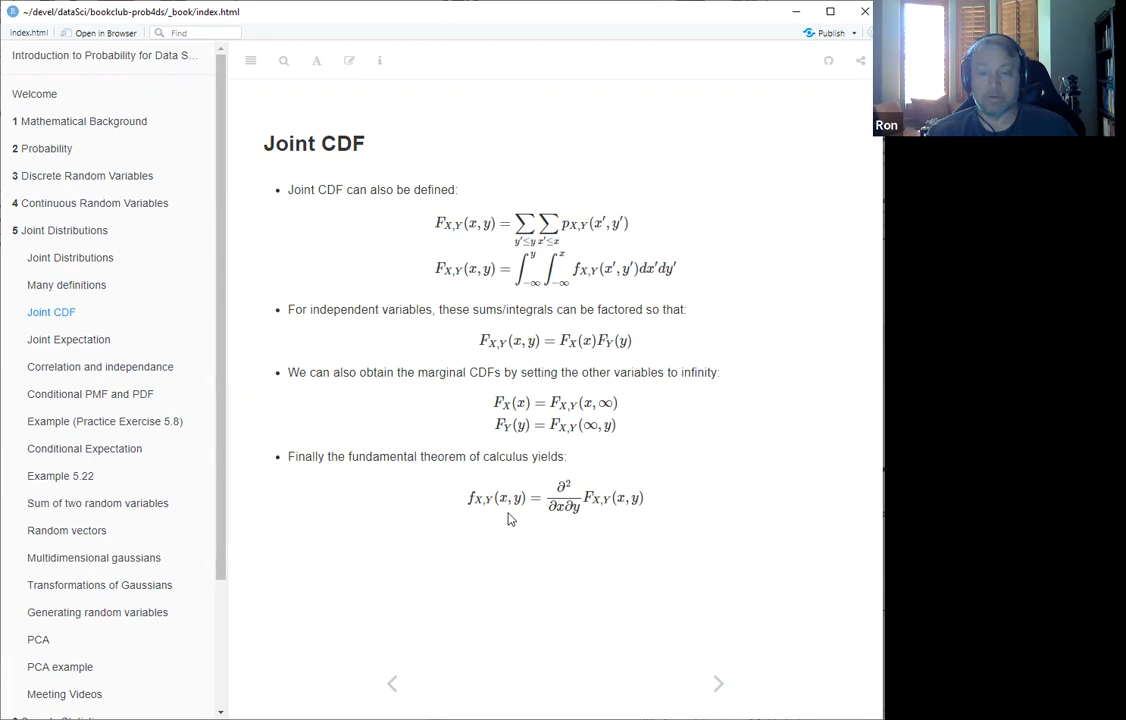 ~/devel/dataSci/bookclub-prob4ds/_book/index.html
index.html Open in Browser Find Publish
Introduction to Probability for Data S...
Welcome
1 Mathematical Background
2 Probability
3 Discrete Random Variables
4 Continuous Random Variables
5 Joint Distributions
Joint Distributions
Many definitions
Joint CDF
Joint Expectation
Correlation and independence
Conditional PMF and PDF
Example (Practice Exercise 5.8)
Conditional Expectation
Example 5.22
Sum of two random variables
Random vectors
Multidimensional gaussians
Transformations of Gaussians
Generating random variables
PCA
PCA example
Meeting Videos
Joint CDF
• Joint CDF can also be defined:
F_{X,Y}(x, y) = ∑_{y′≤y} ∑_{x′≤x} p_{X,Y}(x′, y′)
F_{X,Y}(x, y) = ∫_{−∞}^{y} ∫_{−∞}^{x} f_{X,Y}(x′, y′)dx′dy′
• For independent variables, these sums/integrals can be factored so that:
F_{X,Y}(x, y) = F_X(x)F_Y(y)
• We can also obtain the marginal CDFs by setting the other variables to infinity:
F_X(x) = F_{X,Y}(x, ∞)
F_Y(y) = F_{X,Y}(∞, y)
• Finally the fundamental theorem of calculus yields:
f_{X,Y}(x, y) = ∂²/∂x∂y F_{X,Y}(x, y)
Ron